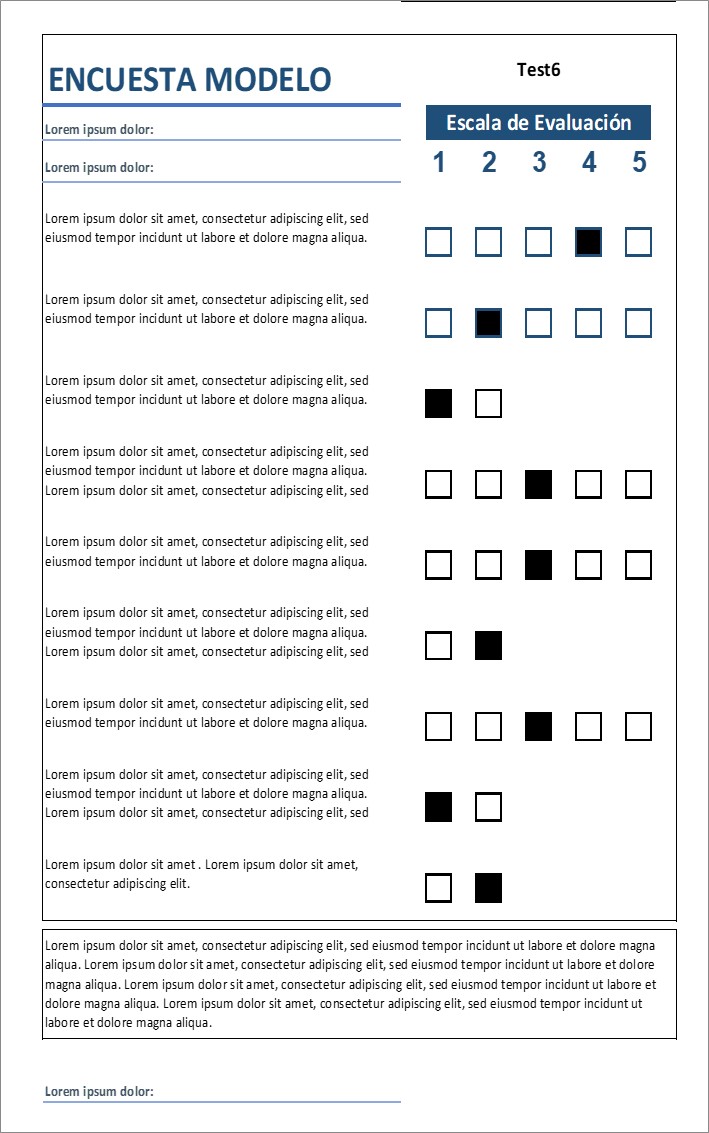 ENCUESTA MODELO
Test6
Lorem ipsum dolor:
Escala de Evaluación
Lorem ipsum dolor:
1 2 3 4 5
Lorem ipsum dolor sit amet, consectetur adipiscing elit, sed
eiusmod tempor incidunt ut labore et dolore magna aliqua.
Lorem ipsum dolor sit amet, consectetur adipiscing elit, sed
eiusmod tempor incidunt ut labore et dolore magna aliqua.
Lorem ipsum dolor sit amet, consectetur adipiscing elit, sed
eiusmod tempor incidunt ut labore et dolore magna aliqua.
Lorem ipsum dolor sit amet, consectetur adipiscing elit, sed
eiusmod tempor incidunt ut labore et dolore magna aliqua.
Lorem ipsum dolor sit amet, consectetur adipiscing elit, sed
Lorem ipsum dolor sit amet, consectetur adipiscing elit, sed
eiusmod tempor incidunt ut labore et dolore magna aliqua.
Lorem ipsum dolor sit amet, consectetur adipiscing elit, sed
eiusmod tempor incidunt ut labore et dolore magna aliqua.
Lorem ipsum dolor sit amet, consectetur adipiscing elit, sed
Lorem ipsum dolor sit amet, consectetur adipiscing elit, sed
eiusmod tempor incidunt ut labore et dolore magna aliqua.
Lorem ipsum dolor sit amet, consectetur adipiscing elit, sed
eiusmod tempor incidunt ut labore et dolore magna aliqua.
Lorem ipsum dolor sit amet, consectetur adipiscing elit, sed
Lorem ipsum dolor sit amet . Lorem ipsum dolor sit amet,
consectetur adipiscing elit.
Lorem ipsum dolor sit amet, consectetur adipiscing elit, sed eiusmod tempor incidunt ut labore et dolore magna
aliqua. Lorem ipsum dolor sit amet, consectetur adipiscing elit, sed eiusmod tempor incidunt ut labore et dolore
magna aliqua. Lorem ipsum dolor sit amet, consectetur adipiscing elit, sed eiusmod tempor incidunt ut labore et
dolore magna aliqua. Lorem ipsum dolor sit amet, consectetur adipiscing elit, sed eiusmod tempor incidunt ut
labore et dolore magna aliqua.
Lorem ipsum dolor: